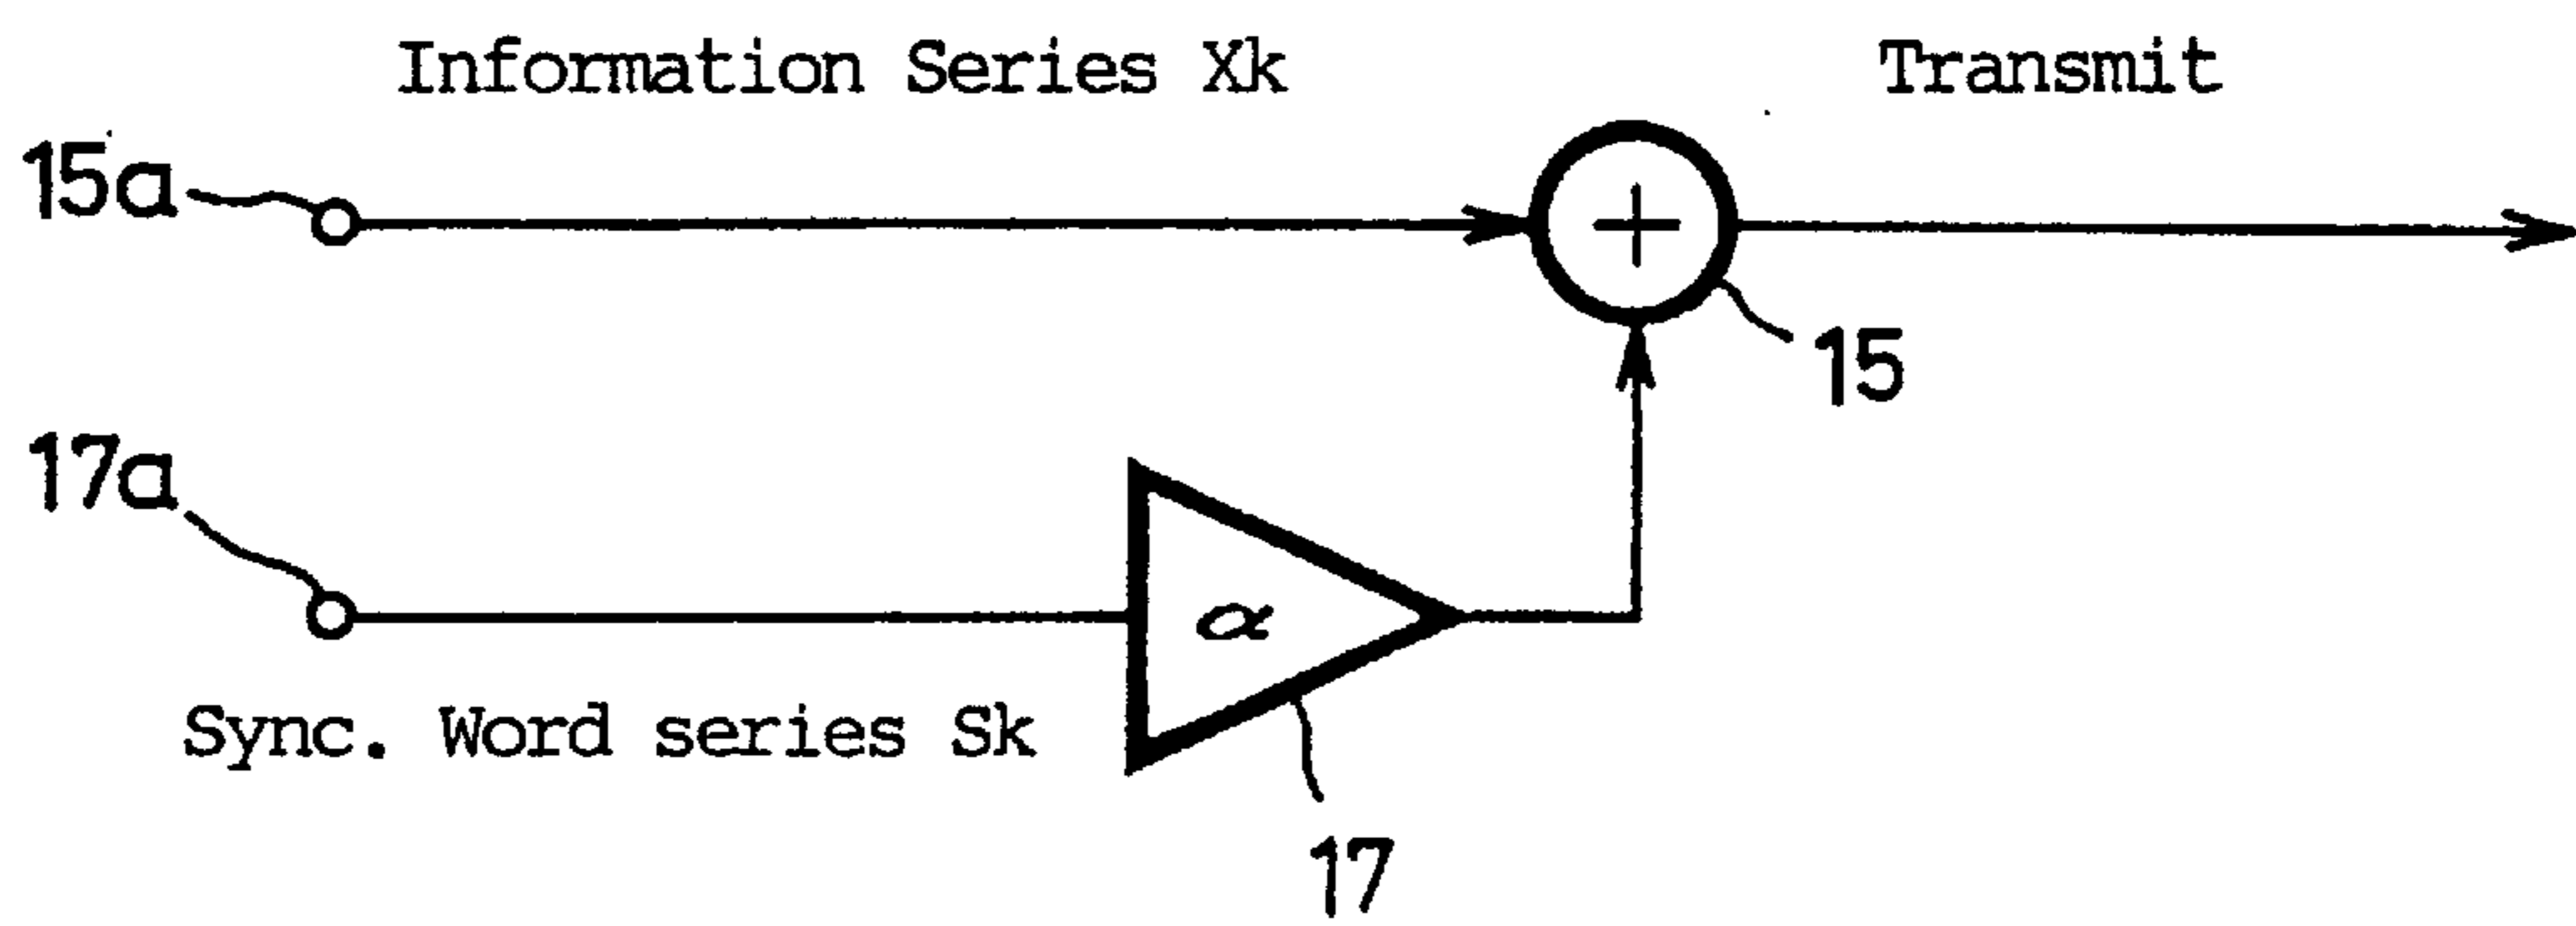 Information Series Xk
Transmit
15a
+
15
17a
α
Sync. Word series Sk
17